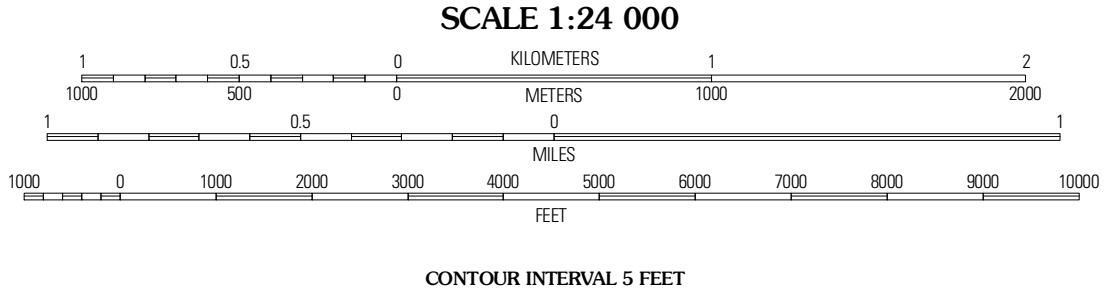 SCALE 1:24 000
1 0.5 0 KILOMETERS 1 2
1000 500 0 METERS 1000 2000
1 0.5 0 1
MILES
1000 0 1000 2000 3000 4000 5000 6000 7000 8000 9000 10000
FEET
CONTOUR INTERVAL 5 FEET